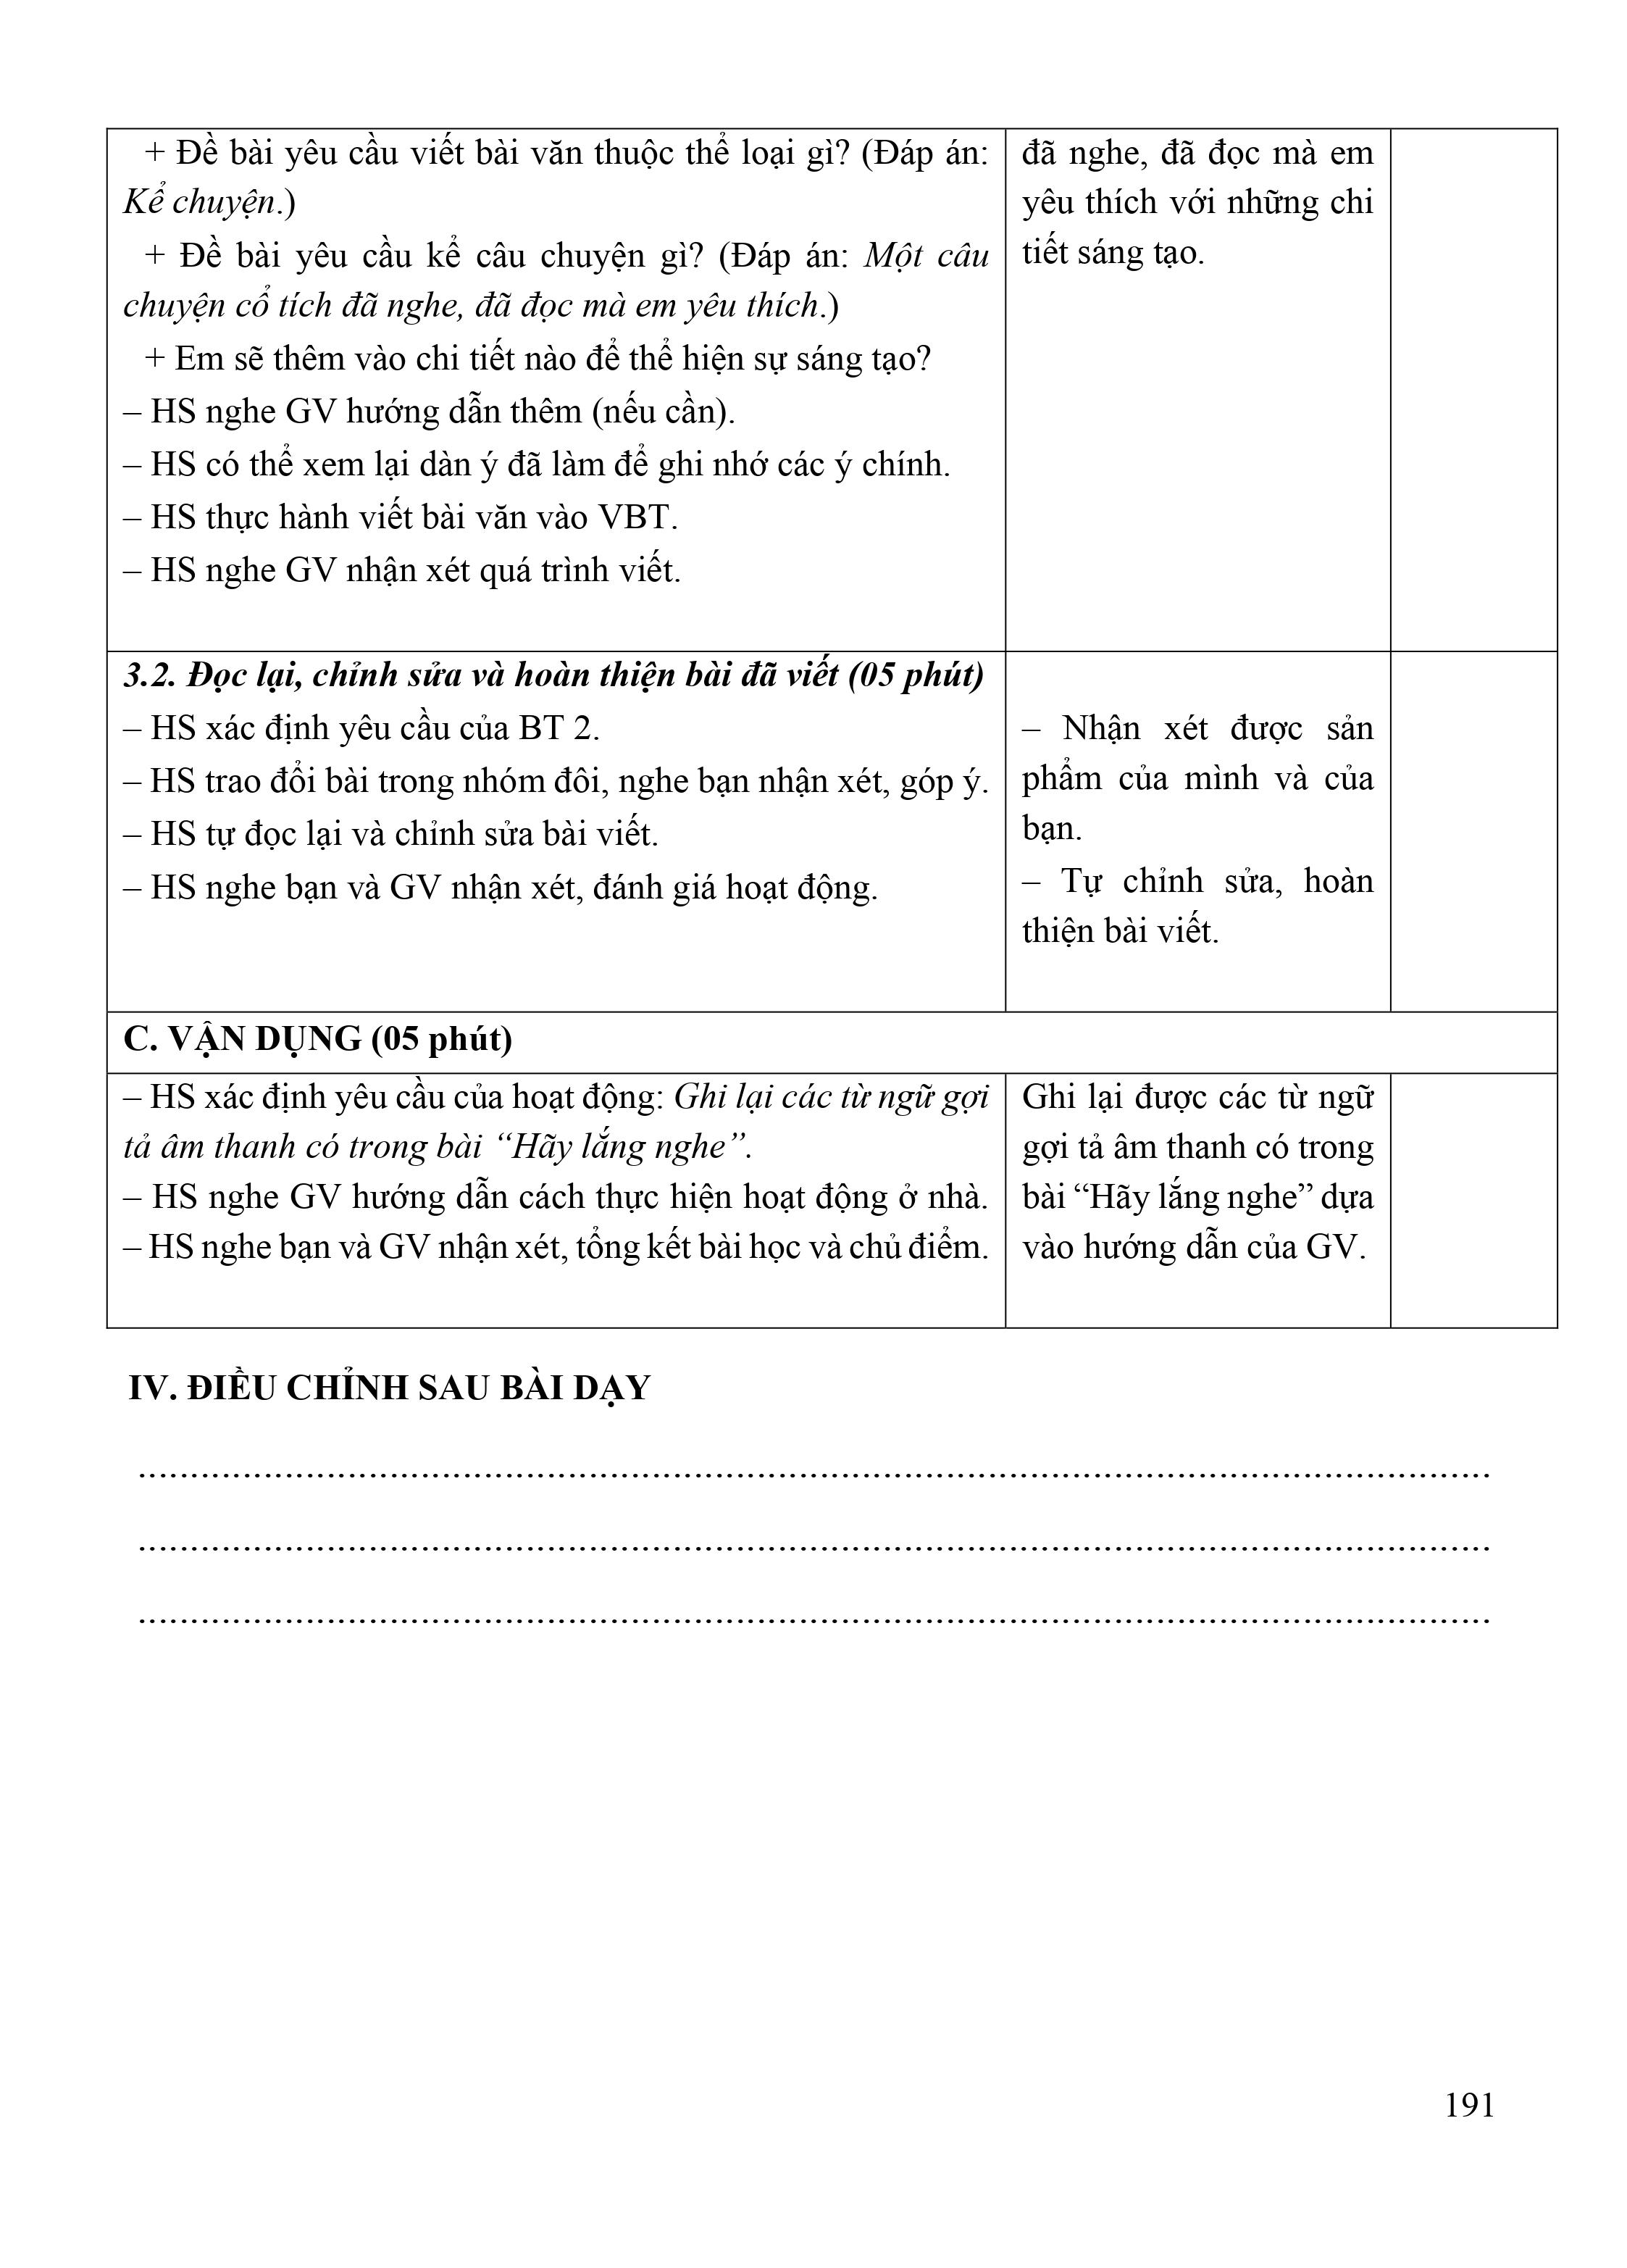 + Đề bài yêu cầu viết bài văn thuộc thể loại gì? (Đáp án:
Kể chuyện.)
+ Đề bài yêu cầu kể câu chuyện gì? (Đáp án: Một câu
chuyện cổ tích đã nghe, đã đọc mà em yêu thích.)
+ Em sẽ thêm vào chi tiết nào để thể hiện sự sáng tạo?
– HS nghe GV hướng dẫn thêm (nếu cần).
– HS có thể xem lại dàn ý đã làm để ghi nhớ các ý chính.
– HS thực hành viết bài văn vào VBT.
– HS nghe GV nhận xét quá trình viết.
đã nghe, đã đọc mà em
yêu thích với những chi
tiết sáng tạo.
3.2. Đọc lại, chỉnh sửa và hoàn thiện bài đã viết (05 phút)
– HS xác định yêu cầu của BT 2.
– HS trao đổi bài trong nhóm đôi, nghe bạn nhận xét, góp ý.
– HS tự đọc lại và chỉnh sửa bài viết.
– HS nghe bạn và GV nhận xét, đánh giá hoạt động.
– Nhận xét được sản
phẩm của mình và của
bạn.
– Tự chỉnh sửa, hoàn
thiện bài viết.
C. VẬN DỤNG (05 phút)
– HS xác định yêu cầu của hoạt động: Ghi lại các từ ngữ gợi
tả âm thanh có trong bài “Hãy lắng nghe”.
– HS nghe GV hướng dẫn cách thực hiện hoạt động ở nhà.
– HS nghe bạn và GV nhận xét, tổng kết bài học và chủ điểm.
Ghi lại được các từ ngữ
gợi tả âm thanh có trong
bài “Hãy lắng nghe” dựa
vào hướng dẫn của GV.
IV. ĐIỀU CHỈNH SAU BÀI DẠY
191